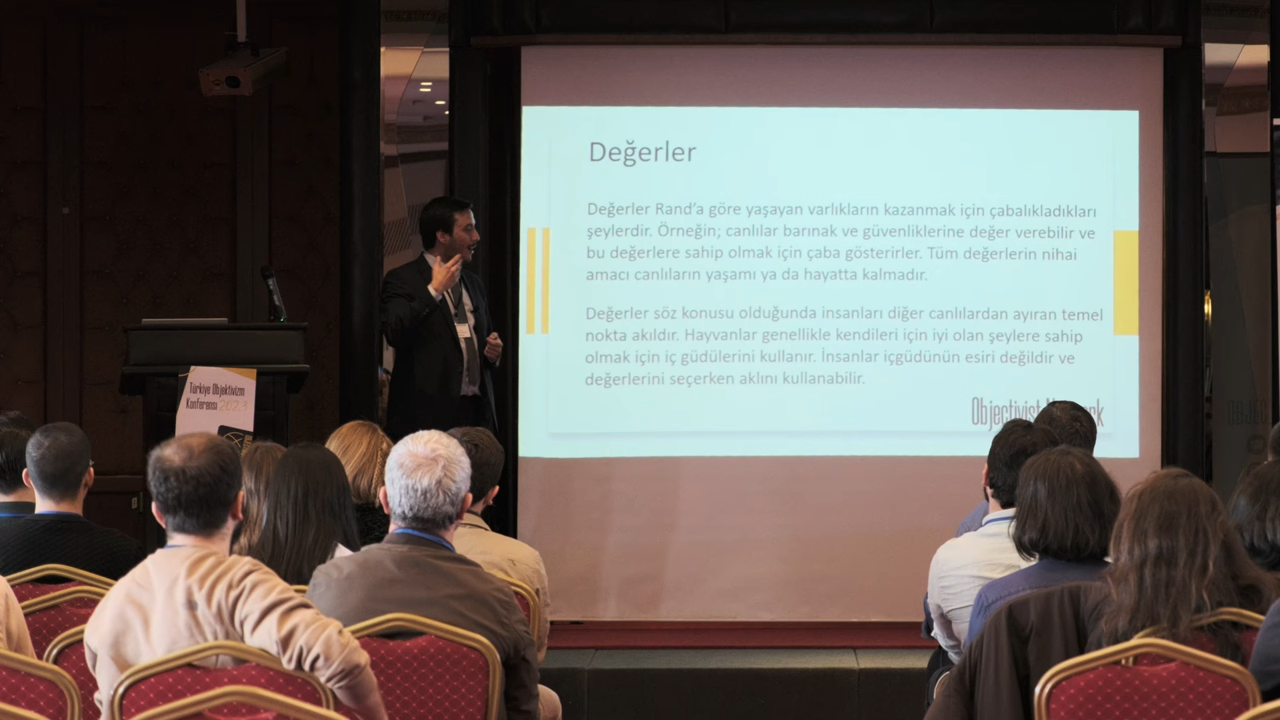 Değerler
Değerler Rand'a göre yaşayan varlıkların kazanmak için çabalıkladıkları
şeylerdir. Örneğin; canlılar barınak ve güvenliklerine değer verebilir ve
bu değerlere sahip olmak için çaba gösterirler. Tüm değerlerin nihai
amacı canlıların yaşamı ya da hayatta kalmadır.
Değerler söz konusu olduğunda insanları diğer canlılardan ayıran temel
nokta akıldır. Hayvanlar genellikle kendileri için iyi olan şeylere sahip
olmak için iç güdülerini kullanır. İnsanlar içgüdünün esiri değildir ve
değerlerini seçerken aklını kullanabilir.
Objectivist
Türkiye Objektivizm
Konferansı 2023